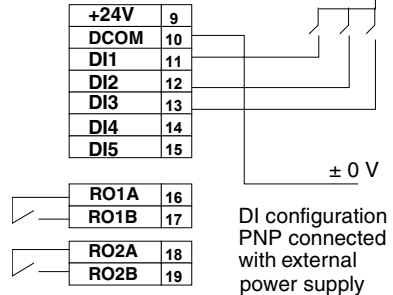 +24V 9
DCOM 10
DI1 11
DI2 12
DI3 13
DI4 14
DI5 15
± 0 V
RO1A 16
RO1B 17
RO2A 18
RO2B 19
DI configuration
PNP connected
with external
power supply